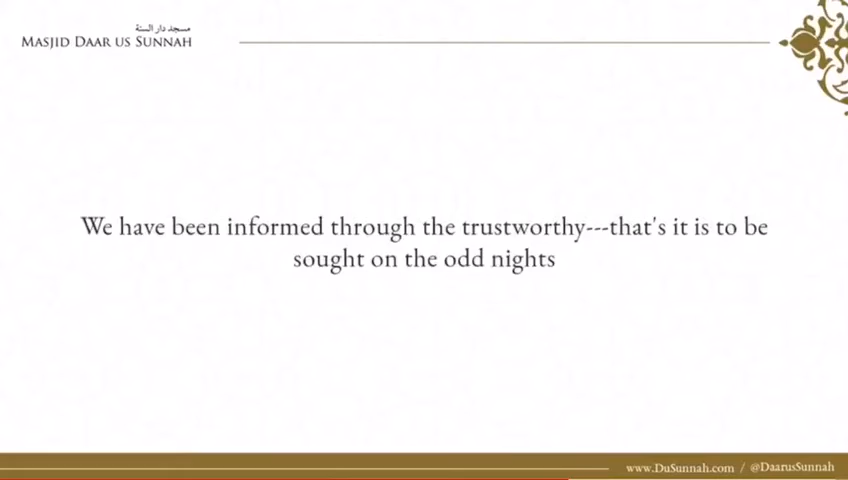 مسجد دار السنة
MASJID DAAR US SUNNAH
We have been informed through the trustworthy---that's it is to be
sought on the odd nights
www.DuSunnah.com / @DaarusSunnah